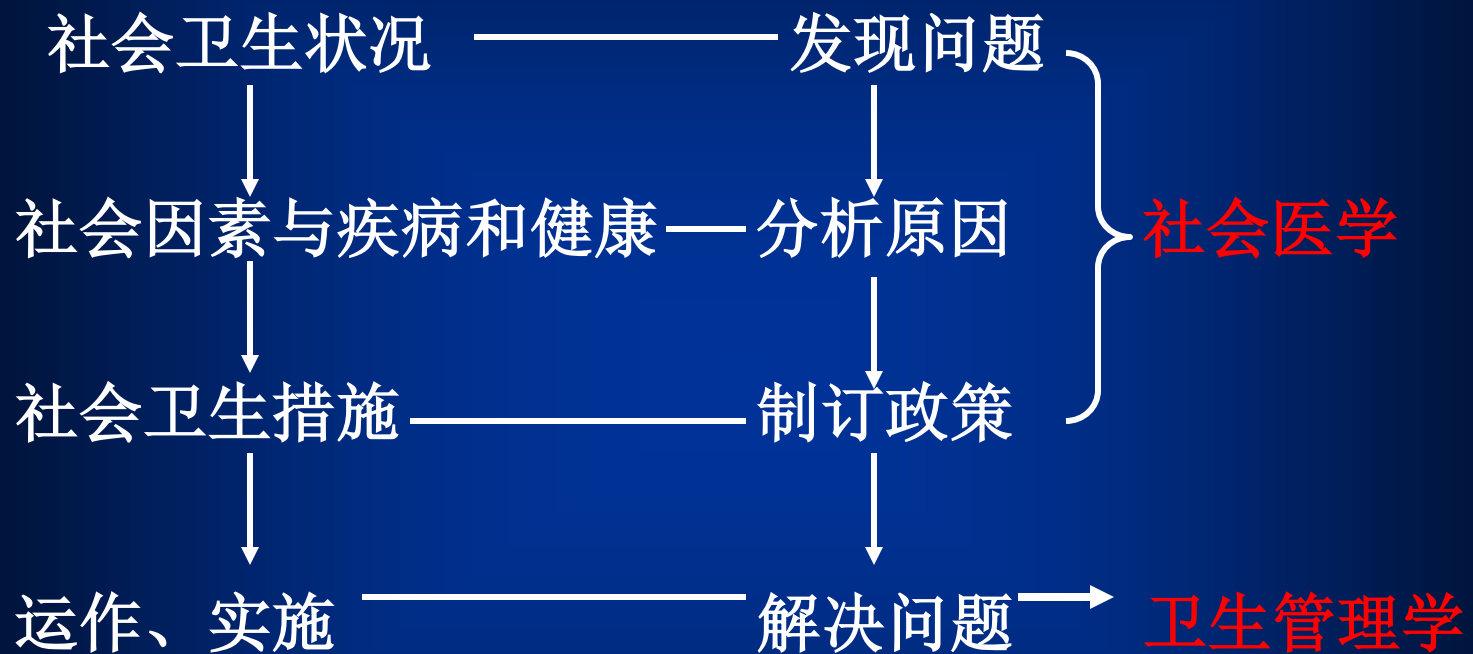 社会卫生状况 发现问题
社会因素与疾病和健康 分析原因 社会医学
社会卫生措施 制订政策
运作、实施 解决问题 卫生管理学